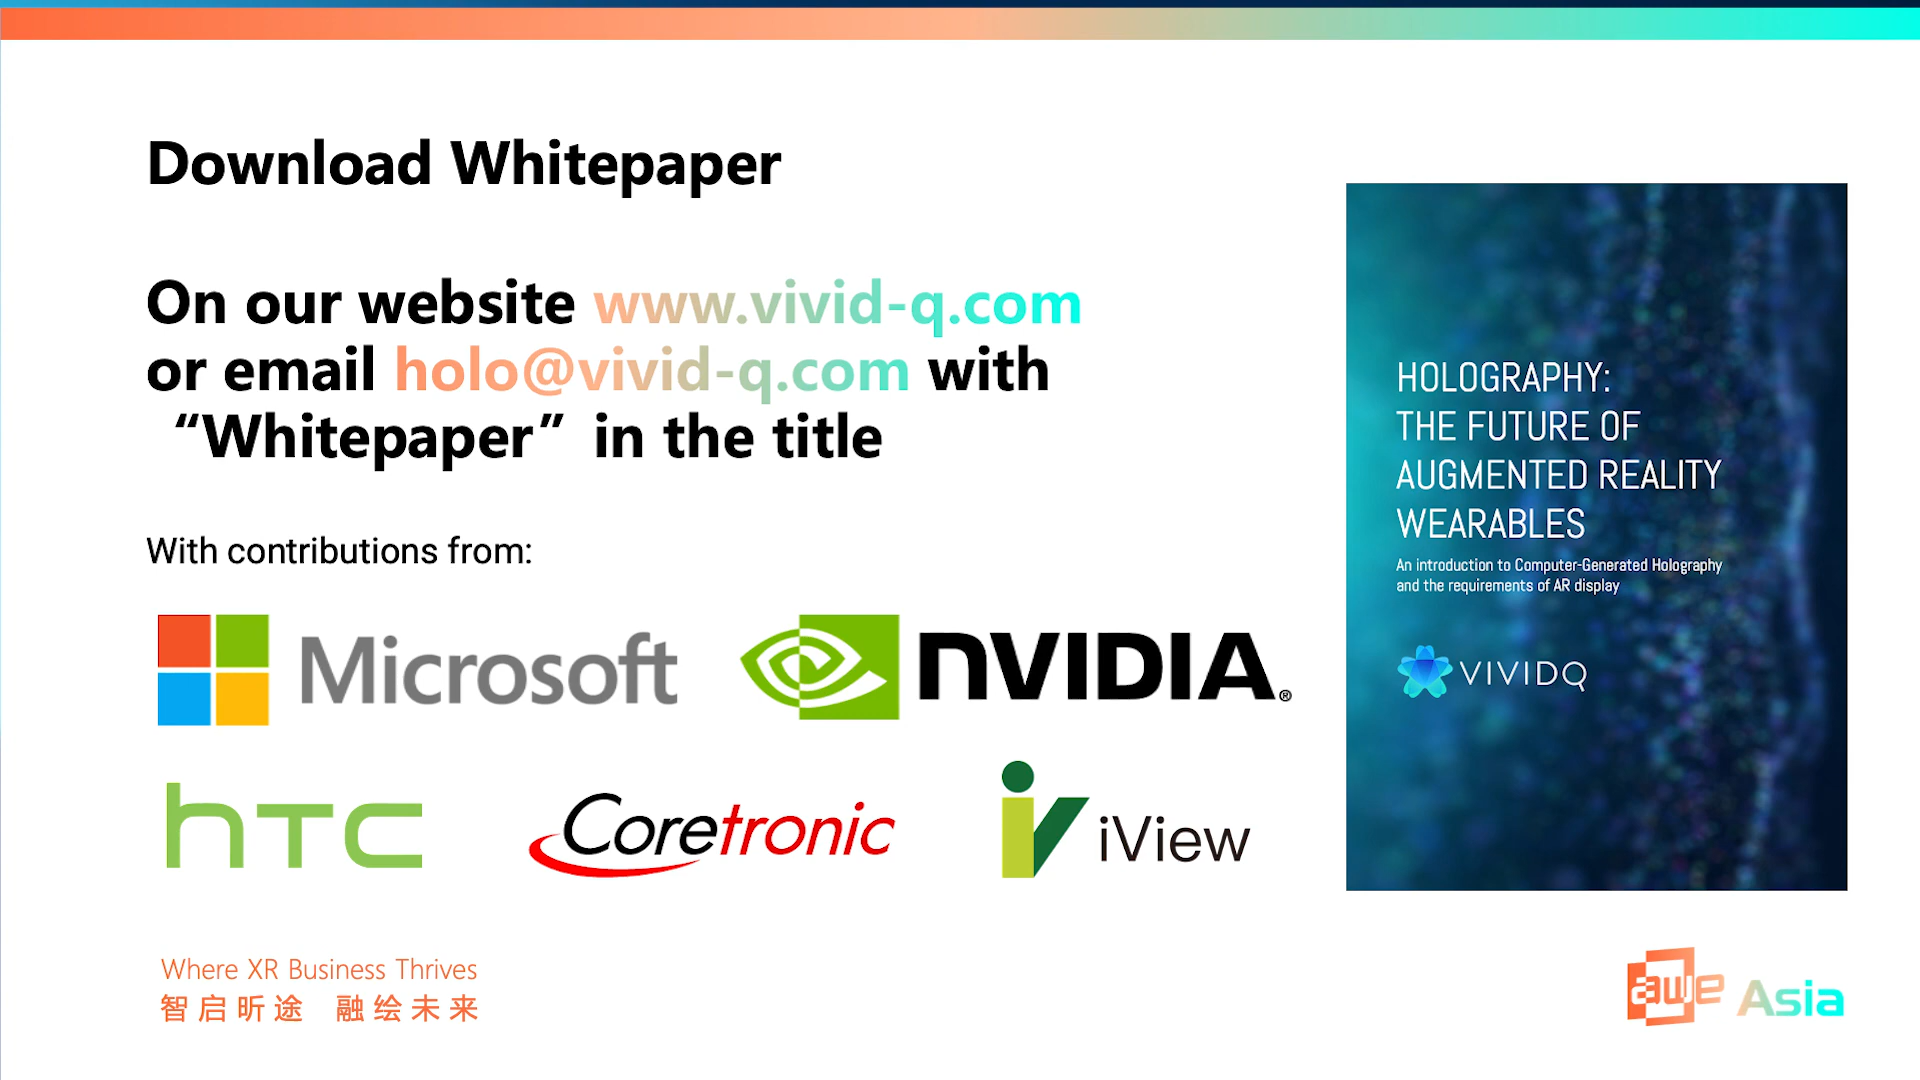 Download Whitepaper
On our website www.vivid-q.com
or email holo@vivid-q.com with
“Whitepaper” in the title
With contributions from:
Microsoft
NVIDIA®
hTC
Coretronic
iView
HOLOGRAPHY:
THE FUTURE OF
AUGMENTED REALITY
WEARABLES
An introduction to Computer-Generated Holography
and the requirements of AR display
VIVIDQ
Where XR Business Thrives
智启昕途 融绘未来
awe Asia